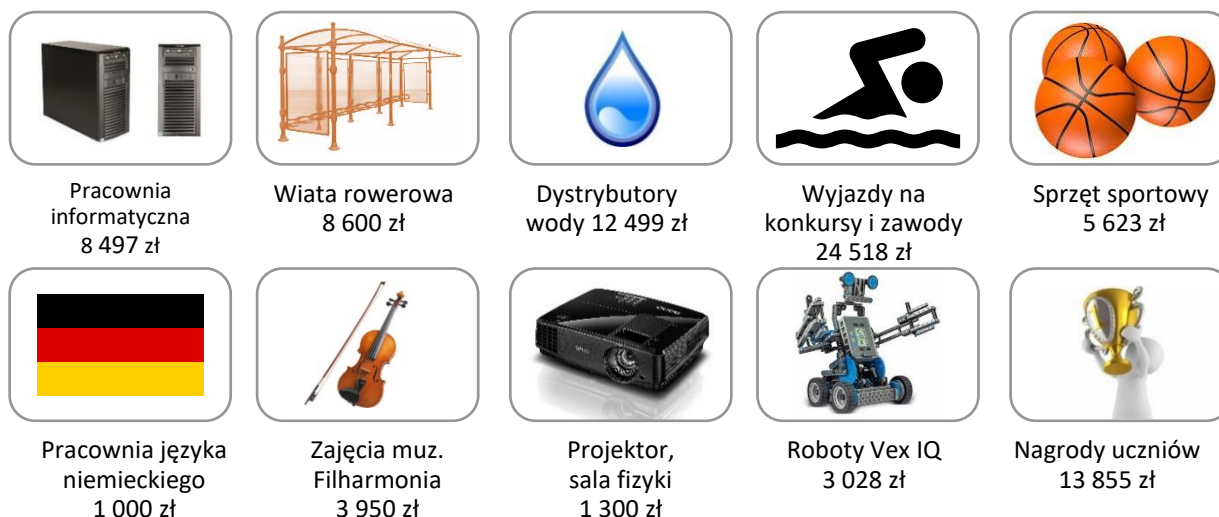 Pracownia
informatyczna
8 497 zł
Wiata rowerowa
8 600 zł
Dystrybutory
wody 12 499 zł
Wyjazdy na
konkursy i zawody
24 518 zł
Sprzęt sportowy
5 623 zł
Pracownia języka
niemieckiego
1 000 zł
Zajęcia muz.
Filharmonia
3 950 zł
Projektor,
sala fizyki
1 300 zł
Roboty Vex IQ
3 028 zł
Nagrody uczniów
13 855 zł